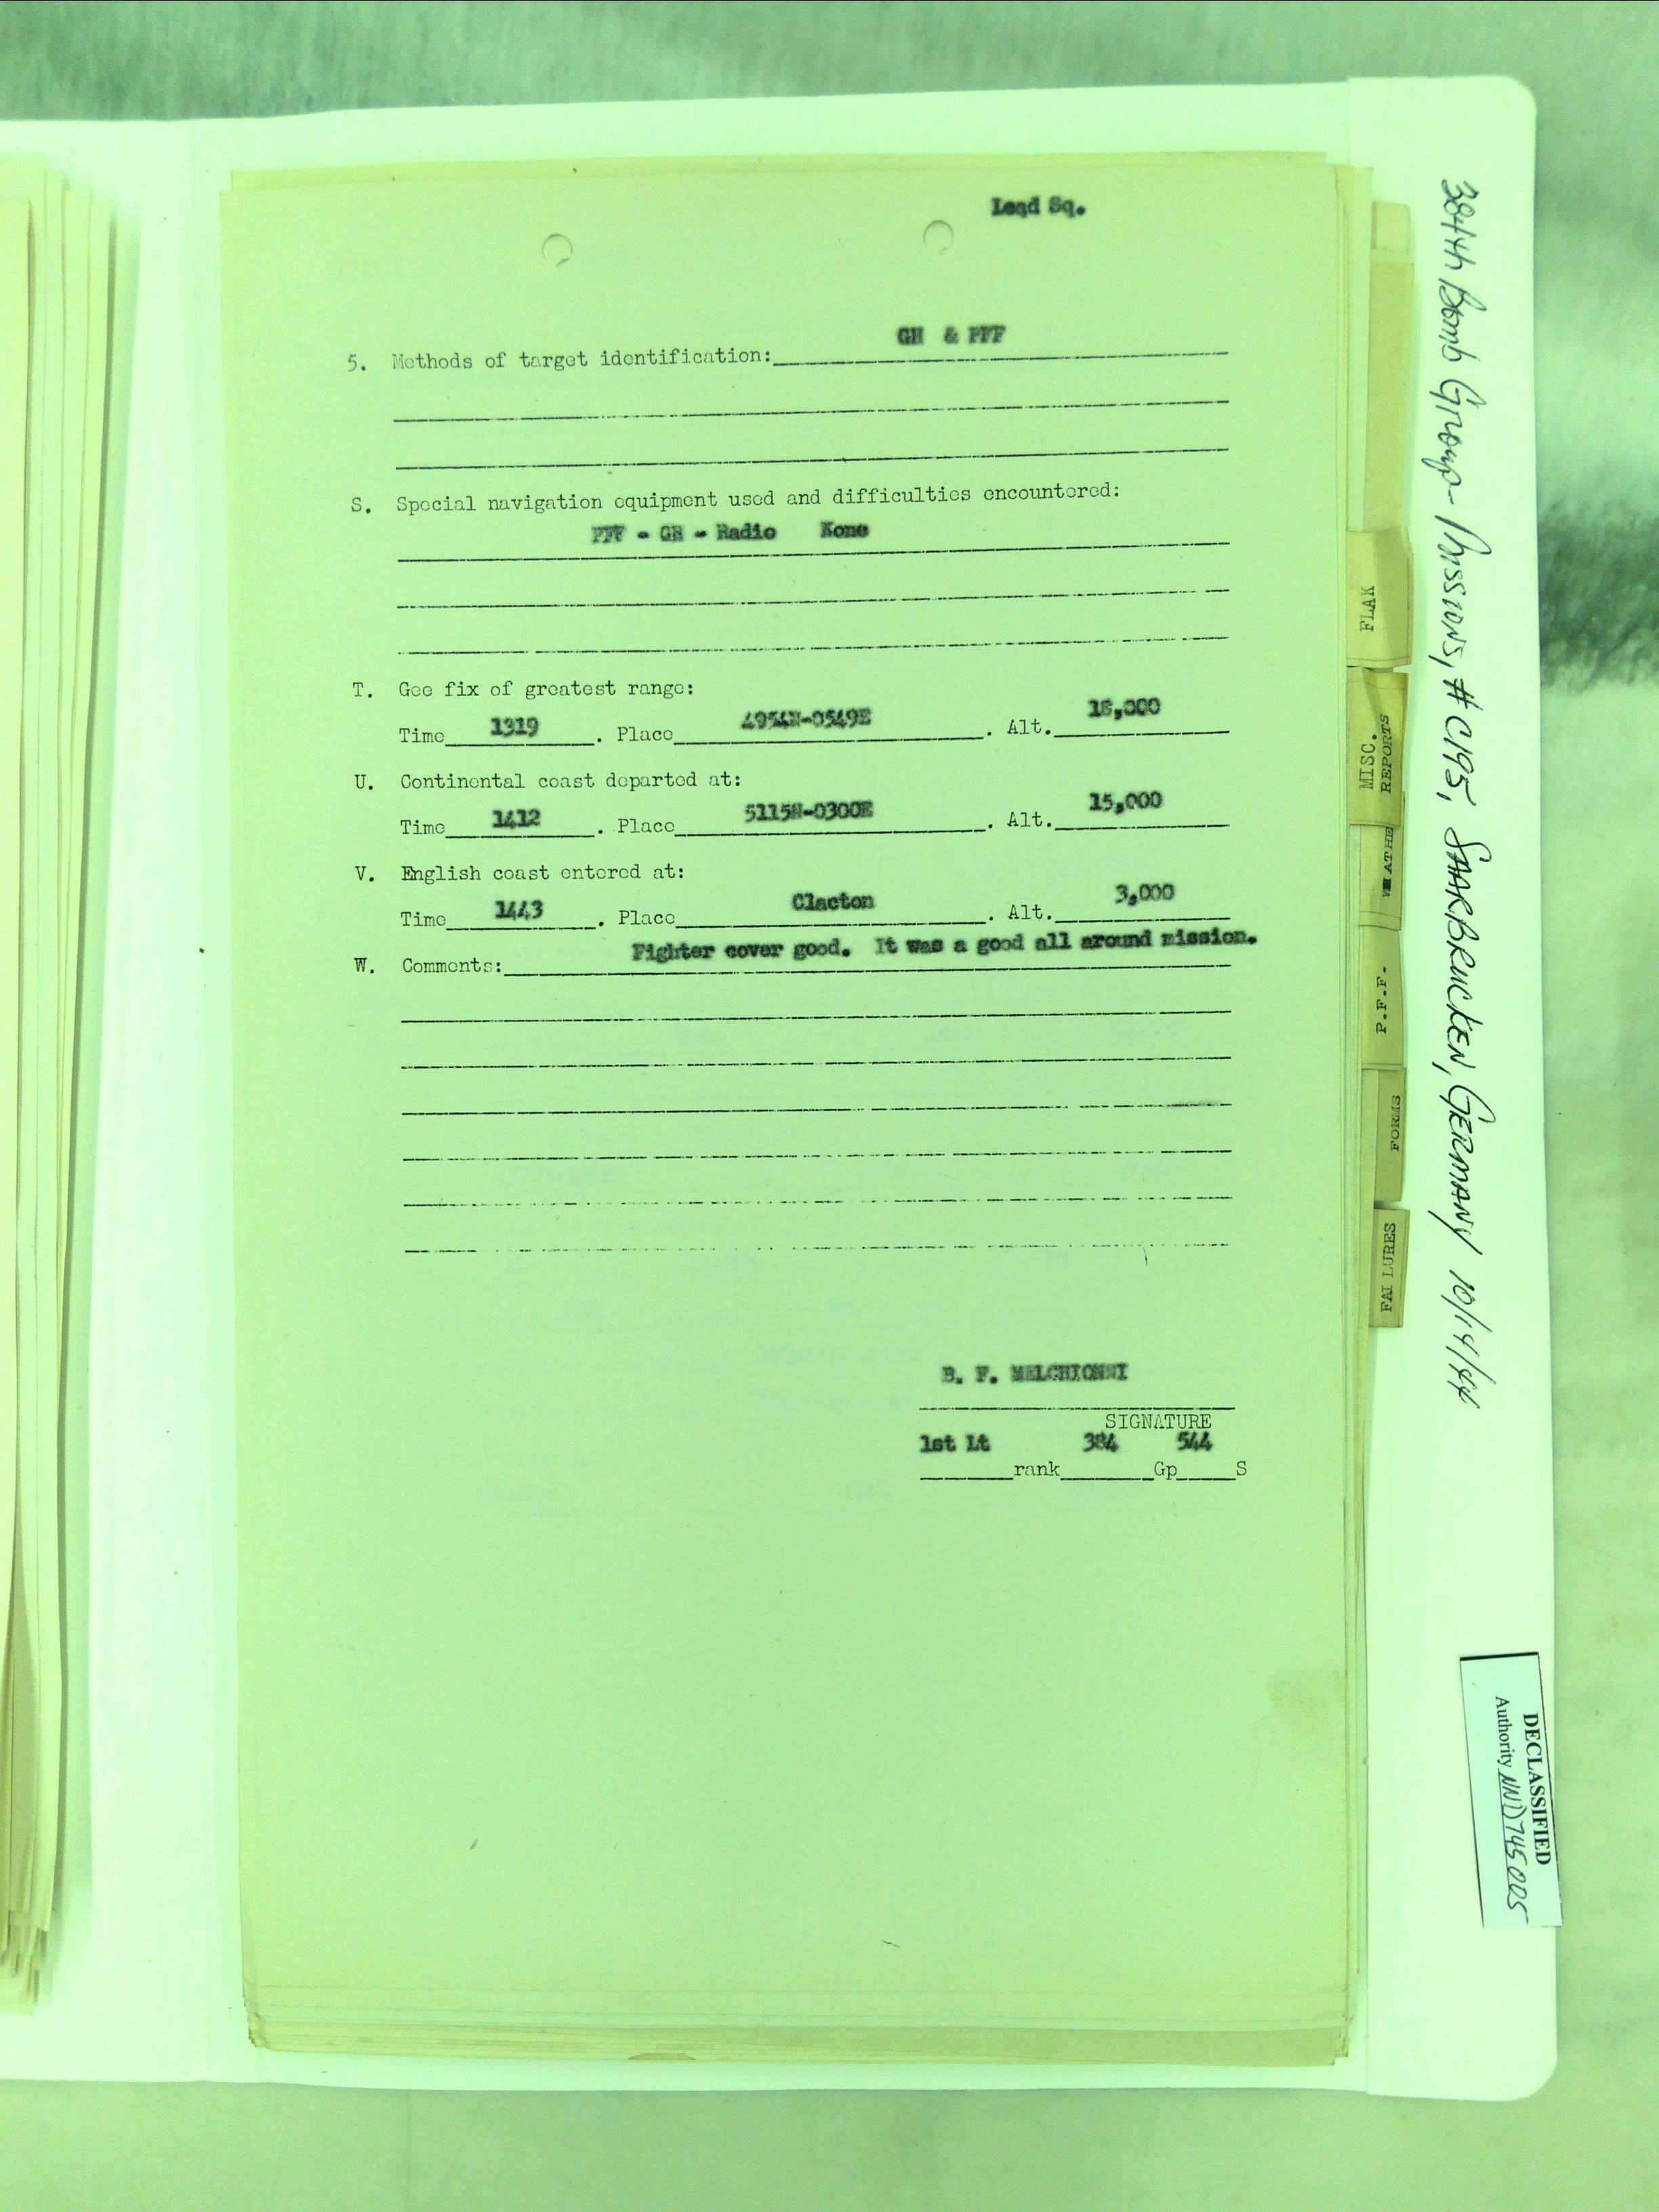 Lead Sq.
GH & PFF
5. Methods of target identification:
S. Special navigation equipment used and difficulties encountered:
PFF - GH - Radio None
T. Gee fix of greatest range:
Time 1319 . Place 4954N-0549E . Alt. 18,000
U. Continental coast departed at:
Time 1412 . Place 5115N-0300E . Alt. 15,000
V. English coast entered at:
Time 1443 . Place Clacton . Alt. 3,000
W. Comments: Fighter cover good. It was a good all around mission.
B. F. MELCHIONNI
SIGNATURE
1st Lt 384 544
rank Gp S
FLAK
MISC. REPORTS
WEATHE
P.F.F.
FORMS
FAILURES
384th Bomb Group - Missions, # C195, SAARBRUCKEN, GERMANY 10/14/44
DECLASSIFIED
Authority NND745005